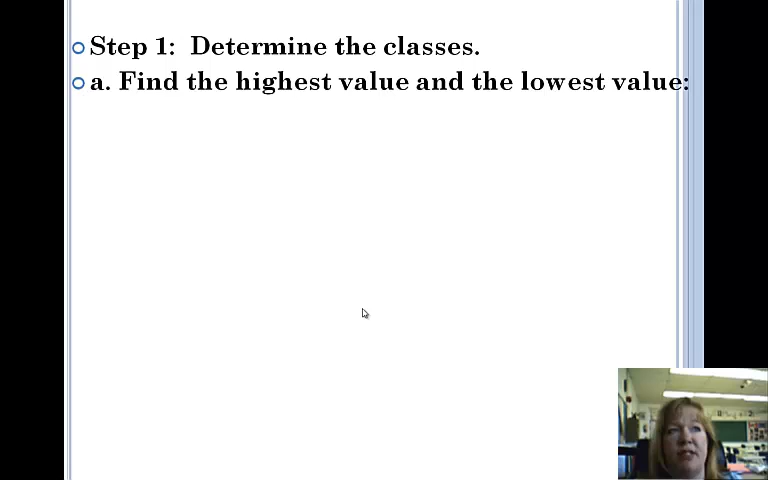 Step 1: Determine the classes.
a. Find the highest value and the lowest value: